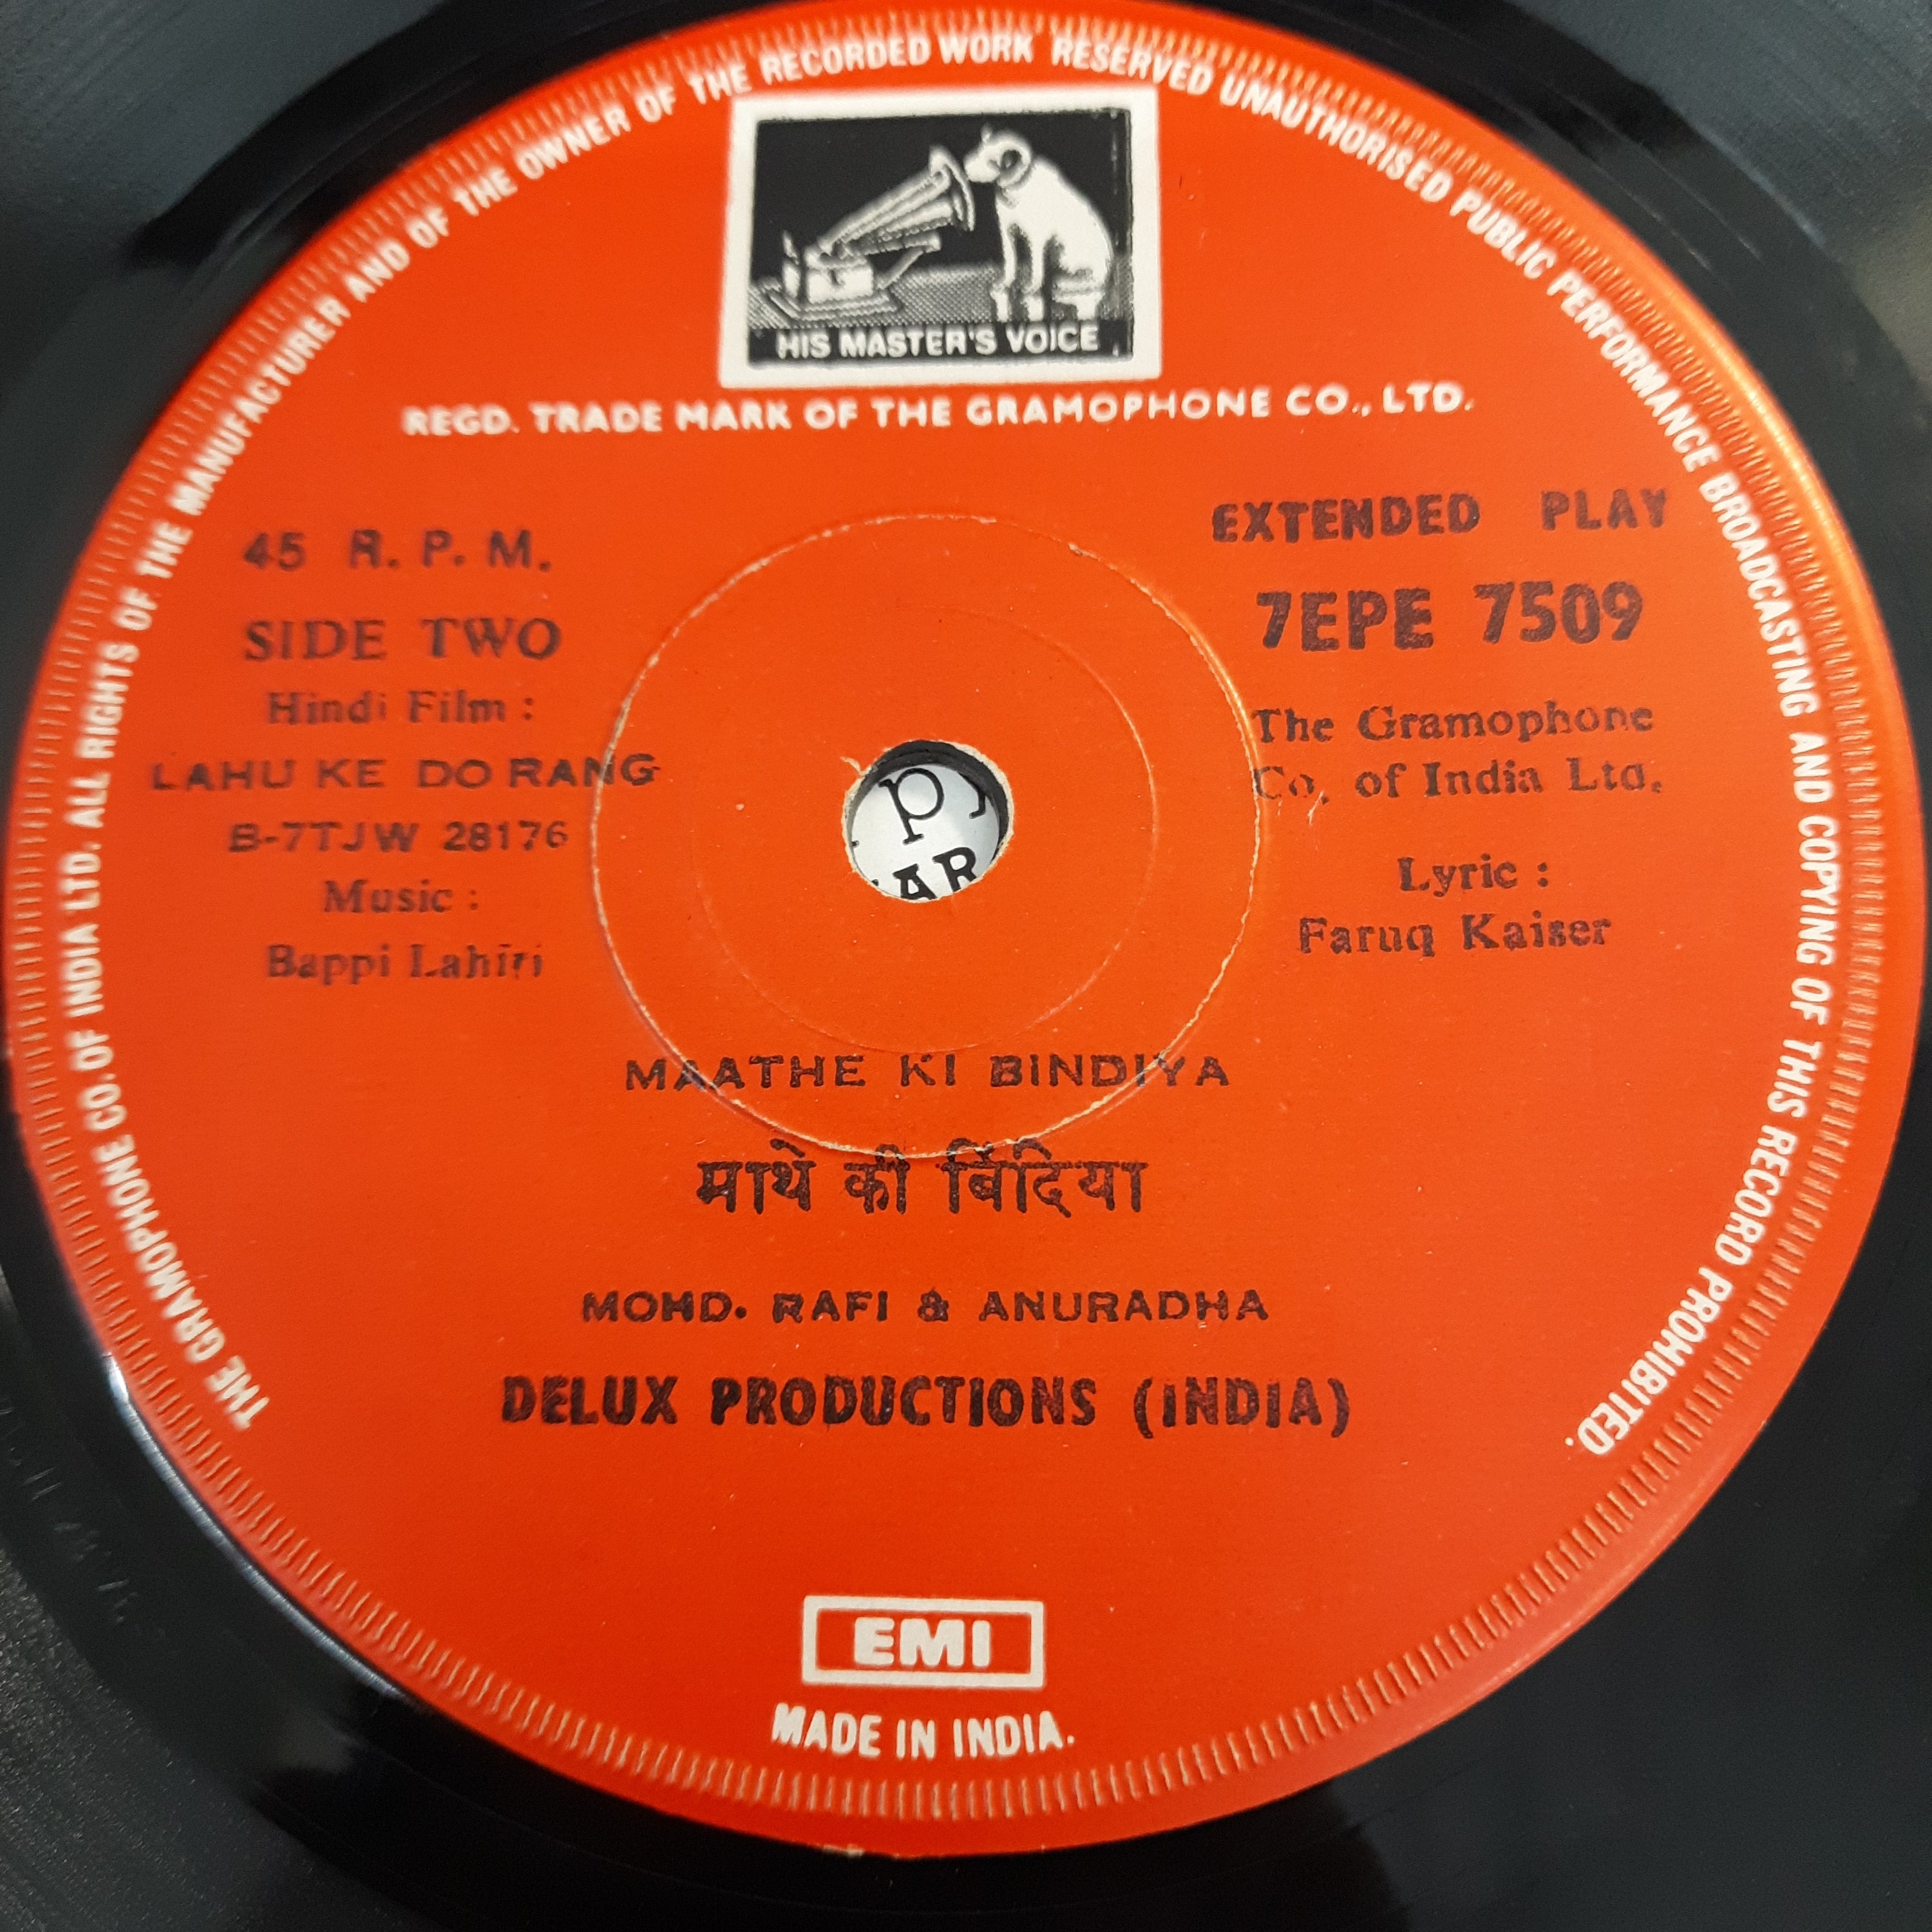 THE GRAMOPHONE CO. OF INDIA LTD. ALL RIGHTS OF THE MANUFACTURER AND OF THE OWNER OF THE RECORDED WORK RESERVED UNAUTHORISED PUBLIC PERFORMANCE BROADCASTING AND COPYING OF THIS RECORD PROHIBITED.
HIS MASTER'S VOICE
REGD. TRADE MARK OF THE GRAMOPHONE CO., LTD.
45 R. P. M.
SIDE TWO
Hindi Film :
LAHU KE DO RANG
B-7TJW 28176
Music :
Bappi Lahiri
EXTENDED PLAY
7EPE 7509
The Gramophone
Co. of India Ltd.
Lyric :
Faruq Kaiser
MAATHE KI BINDIYA
माथे की बिंदिया
MOHD. RAFI & ANURADHA
DELUX PRODUCTIONS (INDIA)
EMI
MADE IN INDIA.